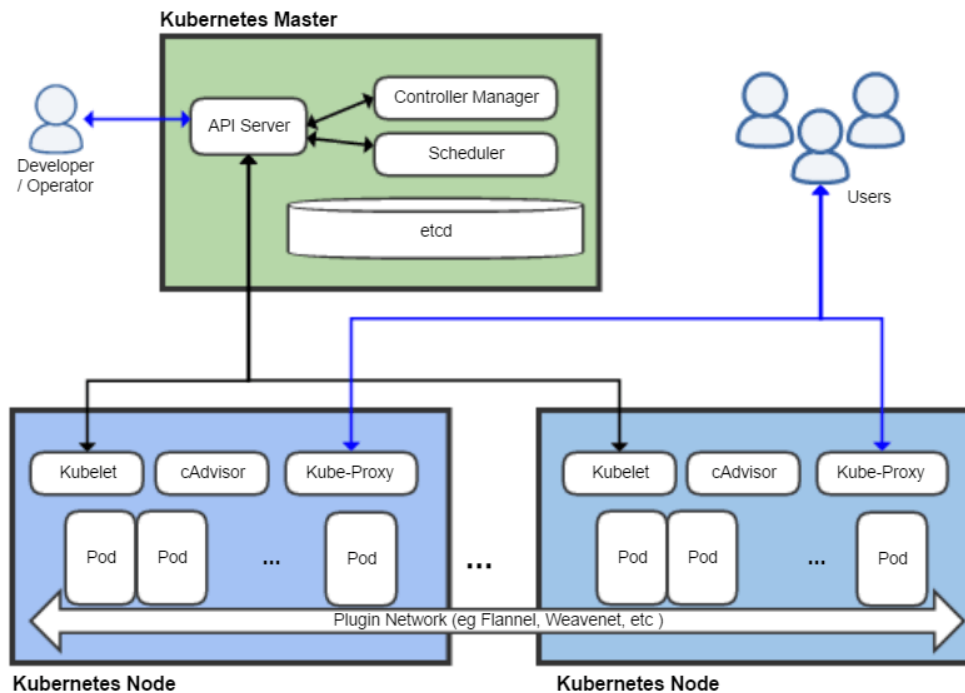 Kubernetes Master
Controller Manager
API Server
Scheduler
etcd
Developer
/ Operator
Users
Kubelet
cAdvisor
Kube-Proxy
Pod
Pod
...
Pod
...
Kubelet
cAdvisor
Kube-Proxy
Pod
Pod
...
Pod
Plugin Network (eg Flannel, Weavenet, etc )
Kubernetes Node
Kubernetes Node